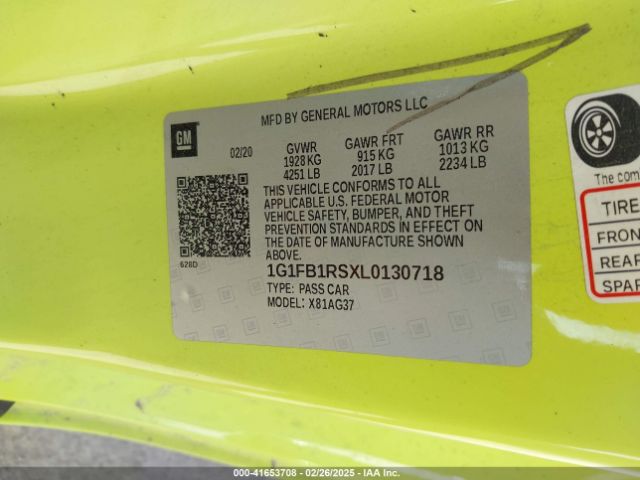 MFD BY GENERAL MOTORS LLC
GM
02/20
GVWR GAWR FRT GAWR RR
1928 KG 915 KG 1013 KG
4251 LB 2017 LB 2234 LB
THIS VEHICLE CONFORMS TO ALL
APPLICABLE U.S. FEDERAL MOTOR
VEHICLE SAFETY, BUMPER, AND THEFT
PREVENTION STANDARDS IN EFFECT ON
THE DATE OF MANUFACTURE SHOWN
ABOVE.
628D
1G1FB1RSXL0130718
TYPE: PASS CAR
MODEL: X81AG37
The com
TIRE
FRON
REAR
SPAR
000-41653708 - 02/26/2025 - IAA Inc.